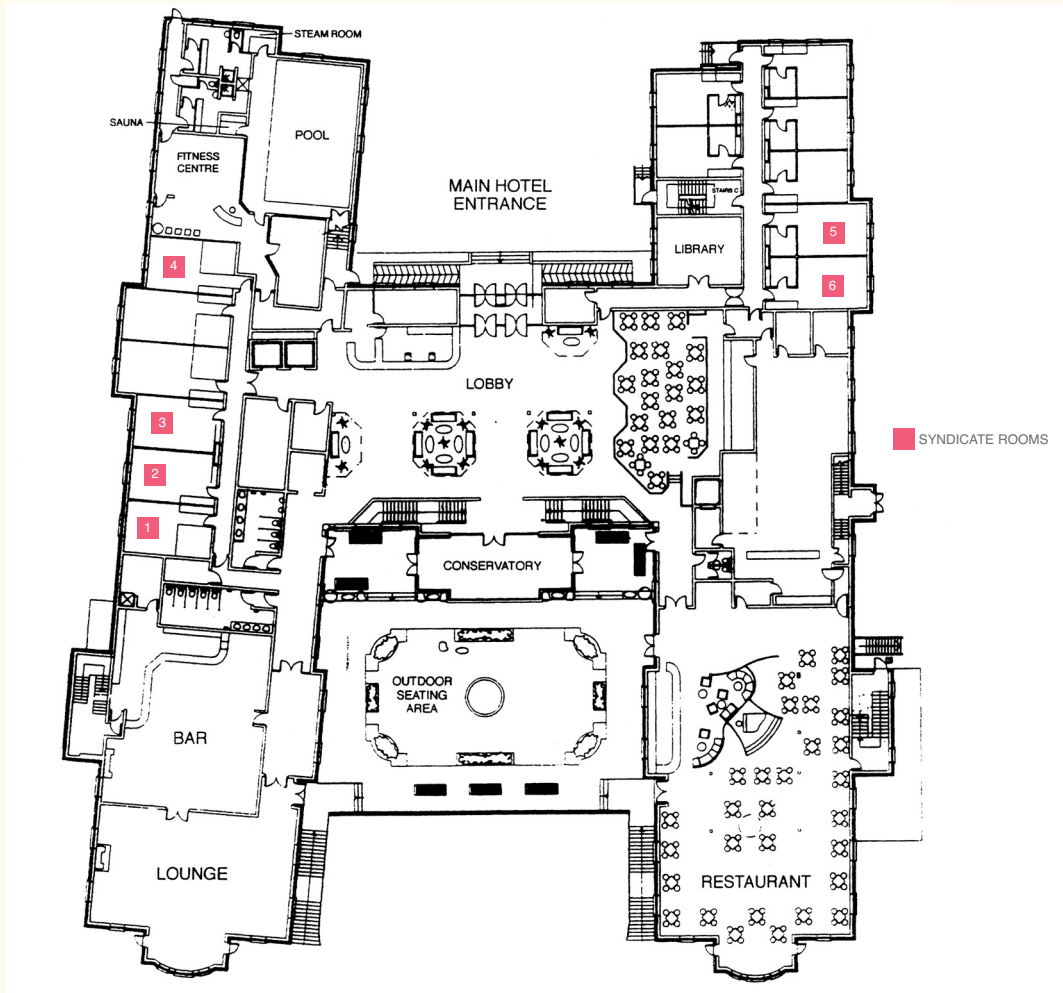 STEAM ROOM
SAUNA
POOL
FITNESS
CENTRE
MAIN HOTEL
ENTRANCE
STAIRS C
LIBRARY
5
6
4
LOBBY
3
2
1
SYNDICATE ROOMS
CONSERVATORY
OUTDOOR
SEATING
AREA
BAR
LOUNGE
RESTAURANT